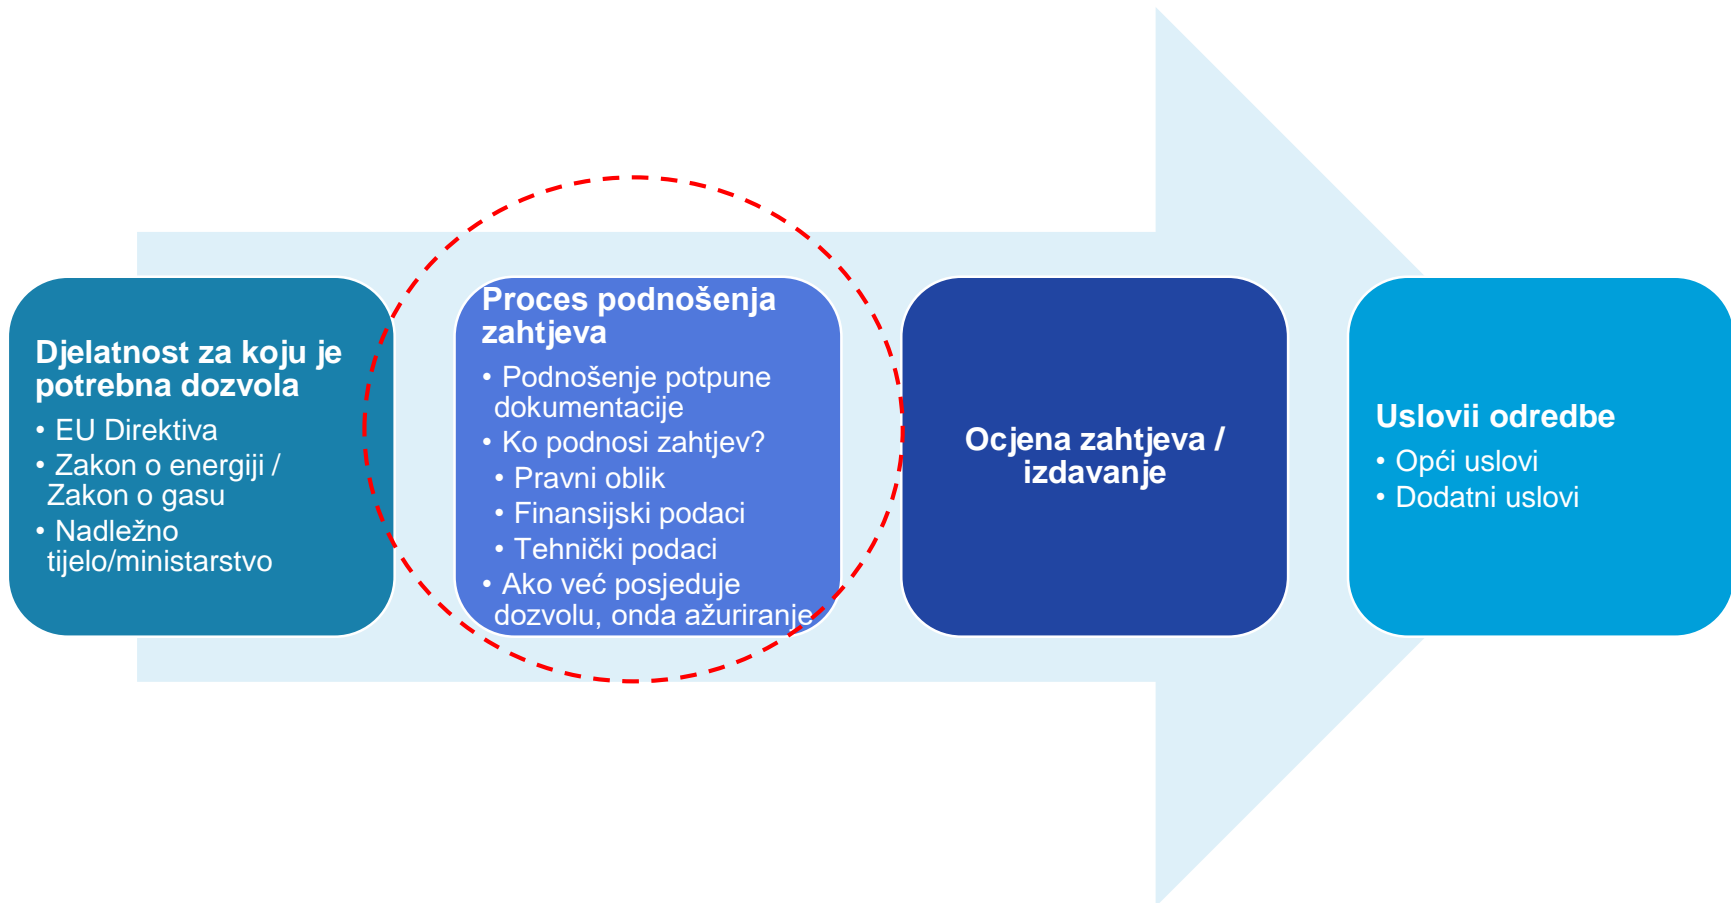 Djelatnost za koju je
potrebna dozvola
• EU Direktiva
• Zakon o energiji /
Zakon o gasu
• Nadležno
tijelo/ministarstvo
Proces podnošenja
zahtjeva
• Podnošenje potpune
dokumentacije
• Ko podnosi zahtjev?
• Pravni oblik
• Finansijski podaci
• Tehnički podaci
• Ako već posjeduje
dozvolu, onda ažuriranje
Ocjena zahtjeva /
izdavanje
Uslovii odredbe
• Opći uslovi
• Dodatni uslovi